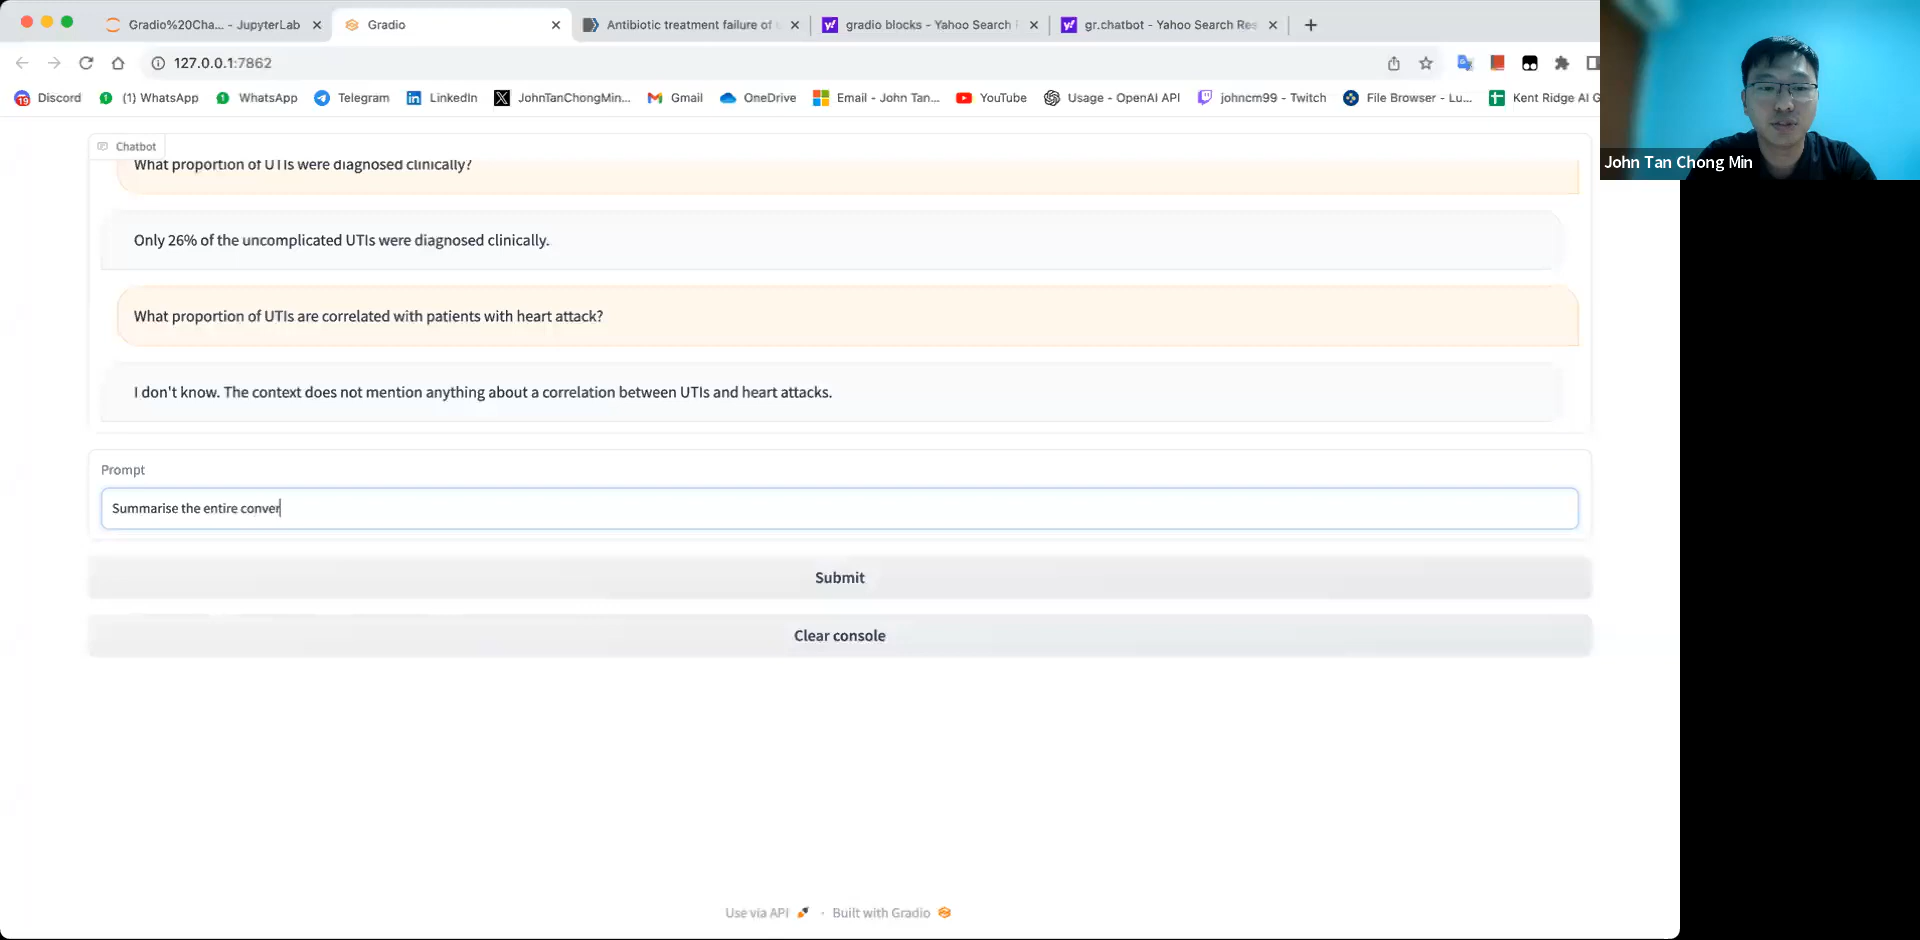 Gradio%20Cha... - JupyterLab
Gradio
Antibiotic treatment failure of
gradio blocks - Yahoo Search
gr.chatbot - Yahoo Search Res
127.0.0.1:7862
19 Discord
1 (1) WhatsApp
1 WhatsApp
Telegram
LinkedIn
JohnTanChongMin...
Gmail
OneDrive
Email - John Tan...
YouTube
Usage - OpenAI API
johncm99 - Twitch
File Browser - Lu...
Kent Ridge AI G
John Tan Chong Min
Chatbot
What proportion of UTIs were diagnosed clinically?
Only 26% of the uncomplicated UTIs were diagnosed clinically.
What proportion of UTIs are correlated with patients with heart attack?
I don't know. The context does not mention anything about a correlation between UTIs and heart attacks.
Prompt
Summarise the entire conver
Submit
Clear console
Use via API · Built with Gradio